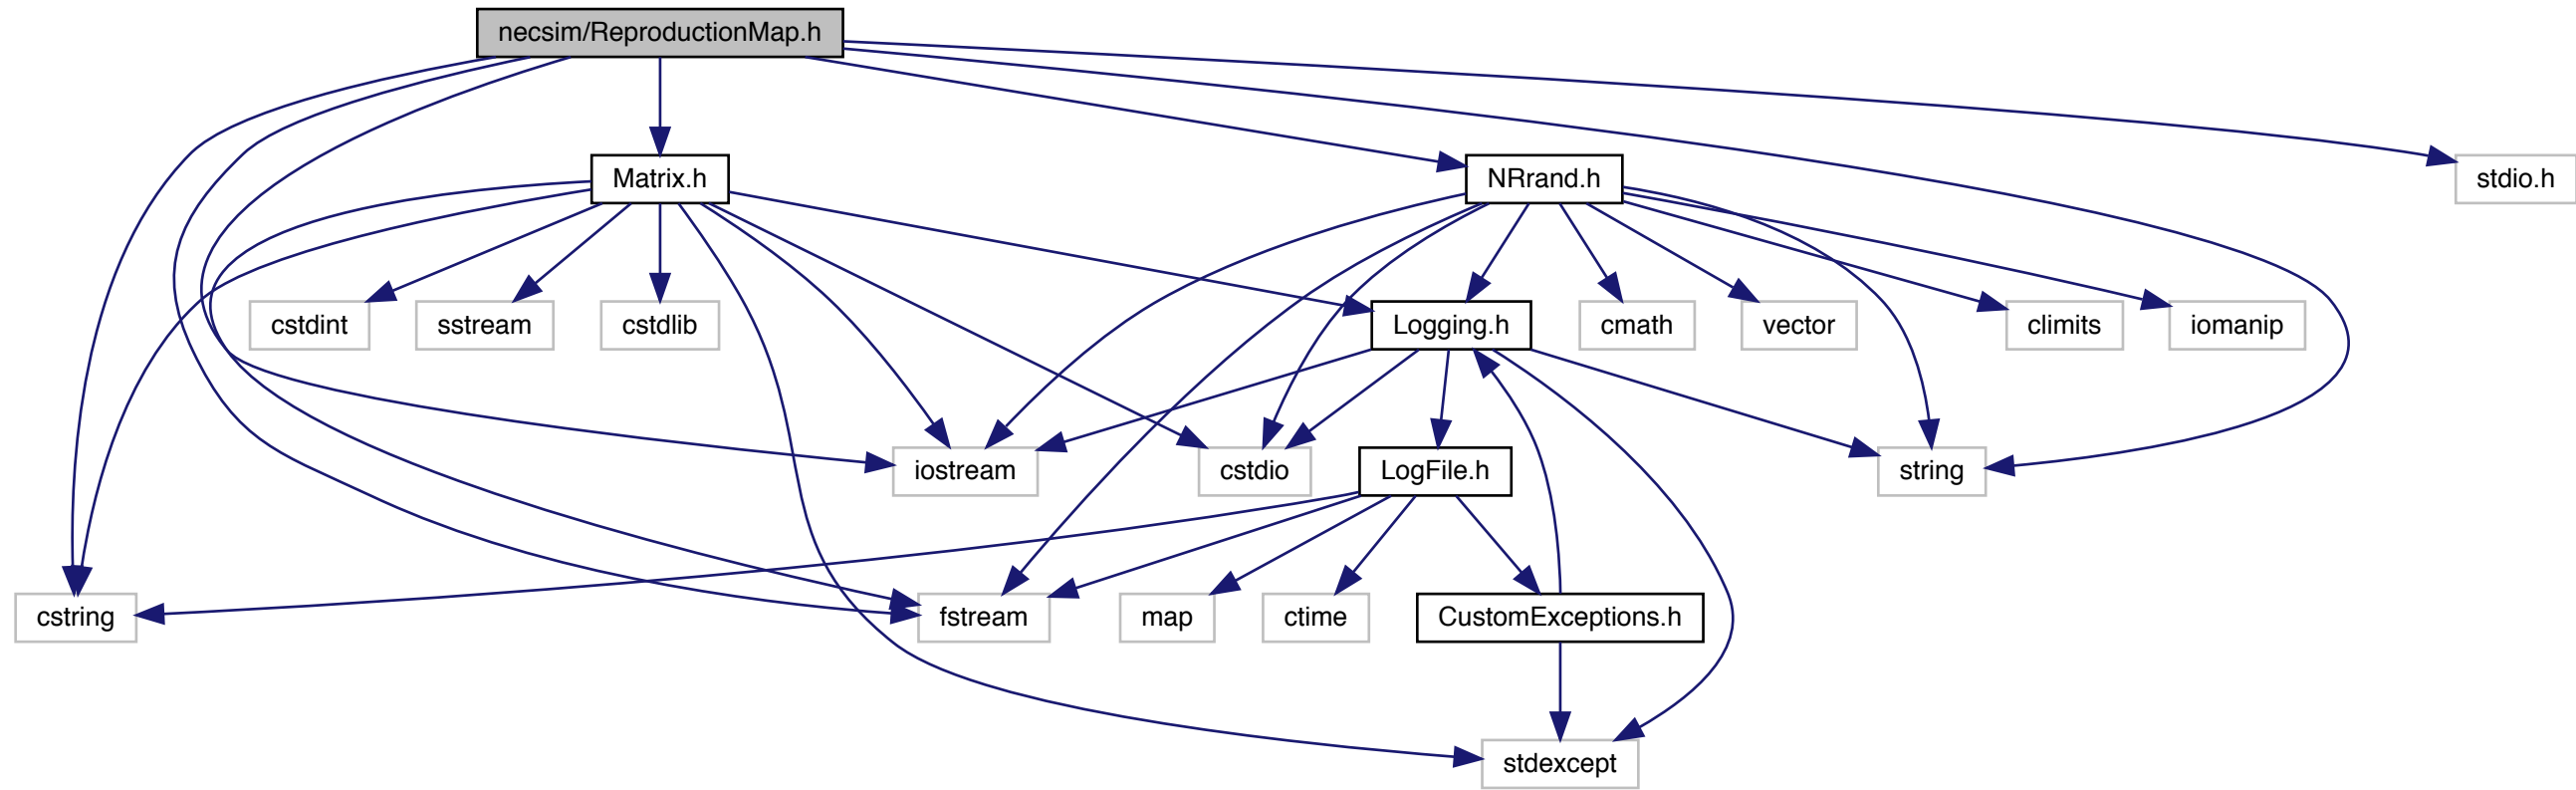 necsim/ReproductionMap.h
Matrix.h
NRrand.h
stdio.h
cstdint
sstream
cstdlib
Logging.h
cmath
vector
climits
iomanip
iostream
cstdio
LogFile.h
string
cstring
fstream
map
ctime
CustomExceptions.h
stdexcept